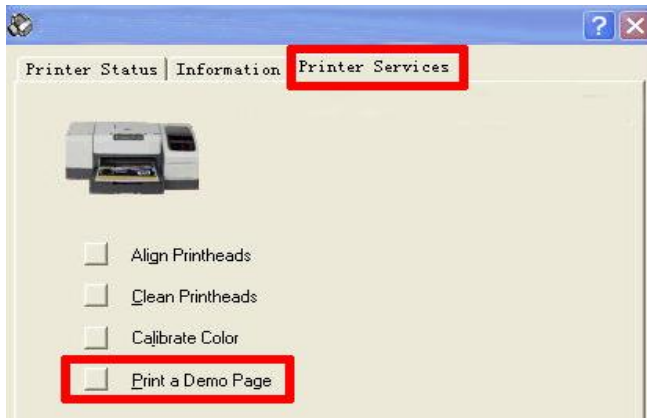 Printer Status Information Printer Services
Align Printheads
Clean Printheads
Calibrate Color
Print a Demo Page